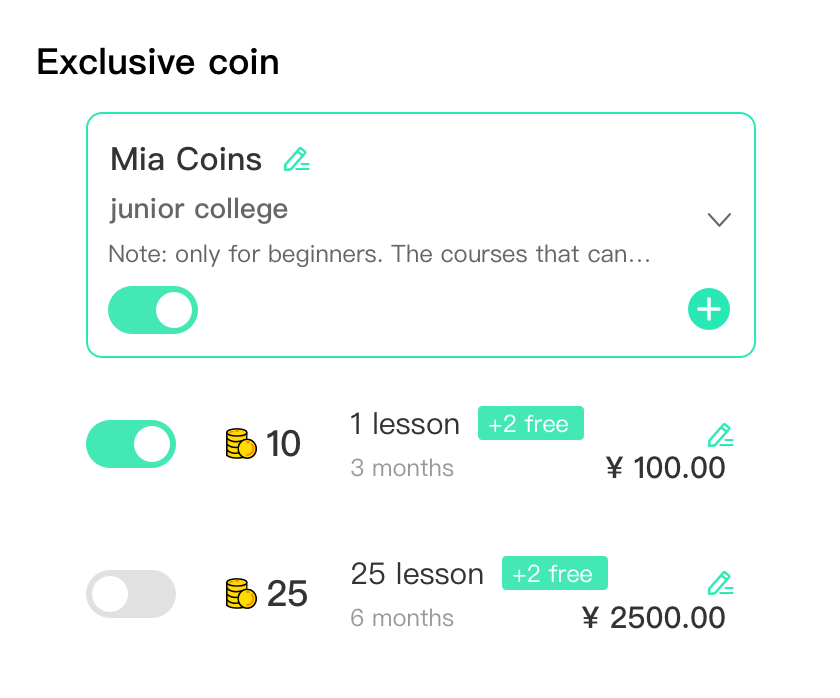 Exclusive coin
Mia Coins
junior college
Note: only for beginners. The courses that can...
10
1 lesson
+2 free
3 months
¥ 100.00
25
25 lesson
+2 free
6 months
¥ 2500.00